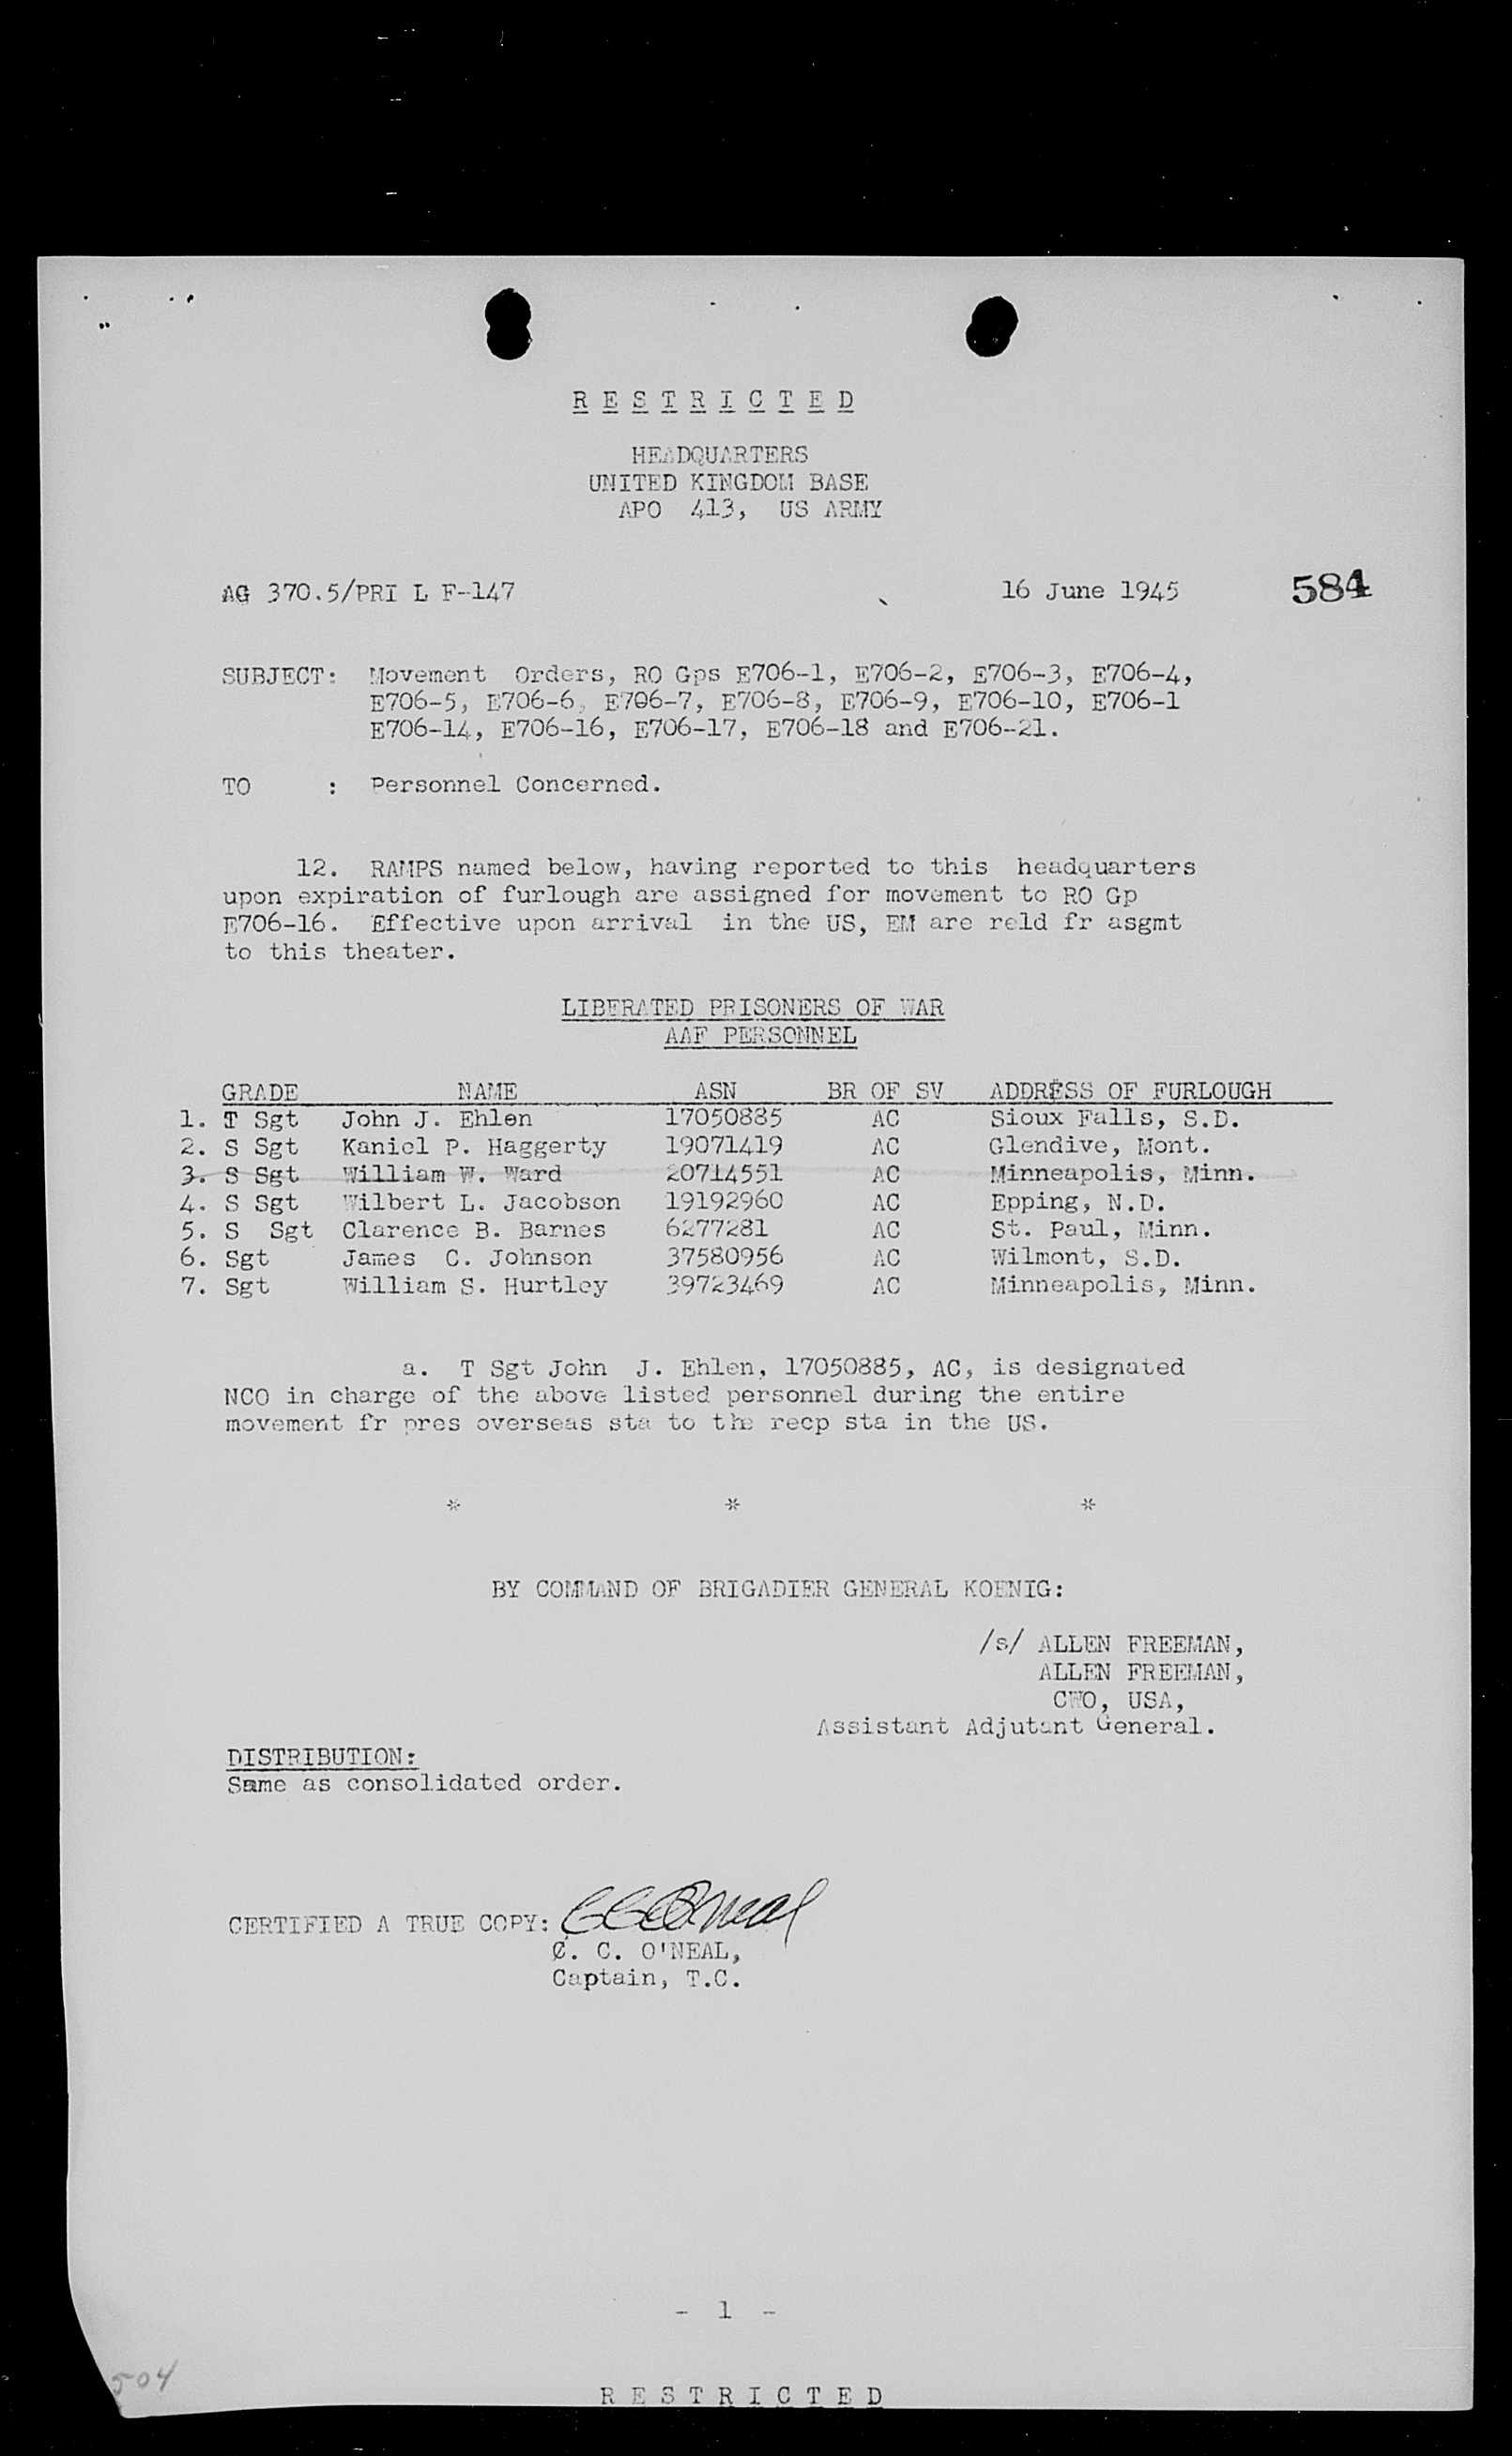 R E S T R I C T E D
HEADQUARTERS
UNITED KINGDOM BASE
APO 413, US ARMY
AG 370.5/PRI L F-147 16 June 1945 584
SUBJECT: Movement Orders, RO Gps E706-1, E706-2, E706-3, E706-4,
E706-5, E706-6, E706-7, E706-8, E706-9, E706-10, E706-1
E706-14, E706-16, E706-17, E706-18 and E706-21.
TO : Personnel Concerned.
12. RAMPS named below, having reported to this headquarters
upon expiration of furlough are assigned for movement to RO Gp
E706-16. Effective upon arrival in the US, EM are reld fr asgmt
to this theater.
LIBERATED PRISONERS OF WAR
AAF PERSONNEL
GRADE NAME ASN BR OF SV ADDRESS OF FURLOUGH
1. T Sgt John J. Ehlen 17050885 AC Sioux Falls, S.D.
2. S Sgt Kaniel P. Haggerty 19071419 AC Glendive, Mont.
3. S Sgt William W. Ward 20714551 AC Minneapolis, Minn.
4. S Sgt Wilbert L. Jacobson 19192960 AC Epping, N.D.
5. S Sgt Clarence B. Barnes 6277281 AC St. Paul, Minn.
6. Sgt James C. Johnson 37580956 AC Wilmont, S.D.
7. Sgt William S. Hurtley 39723469 AC Minneapolis, Minn.
a. T Sgt John J. Ehlen, 17050885, AC, is designated
NCO in charge of the above listed personnel during the entire
movement fr pres overseas sta to the recp sta in the US.
* * *
BY COMMAND OF BRIGADIER GENERAL KOENIG:
/s/ ALLEN FREEMAN,
ALLEN FREEMAN,
CWO, USA,
Assistant Adjutant General.
DISTRIBUTION:
Same as consolidated order.
CERTIFIED A TRUE COPY: C C O'Neal
C. C. O'NEAL,
Captain, T.C.
- 1 -
504
R E S T R I C T E D